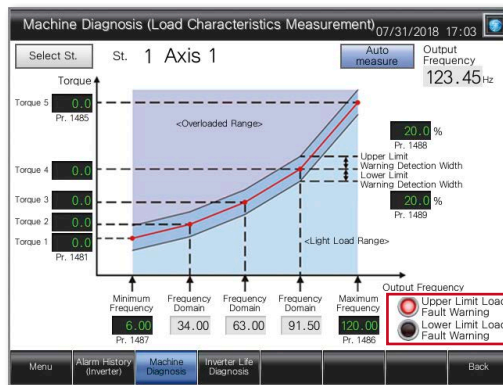 Machine Diagnosis (Load Characteristics Measurement) 07/31/2018 17:03
Select St.
St. 1 Axis 1
Auto
measure
Output
Frequency
123.45 Hz
Torque
Torque 5 0.0
Pr. 1485
<Overloaded Range>
20.0 %
Pr. 1488
Upper Limit
Warning Detection Width
Lower Limit
Warning Detection Width
Torque 4 0.0
20.0 %
Pr. 1489
Torque 3 0.0
Torque 2 0.0
Torque 1 0.0
Pr. 1481
<Light Load Range>
Output Frequency
Minimum
Frequency
6.00
Pr. 1487
Frequency
Domain
34.00
Frequency
Domain
63.00
Frequency
Domain
91.50
Maximum
Frequency
120.00
Pr. 1486
Upper Limit Load
Fault Warning
Lower Limit Load
Fault Warning
Menu
Alarm History
(Inverter)
Machine
Diagnosis
Inverter Life
Diagnosis
Back